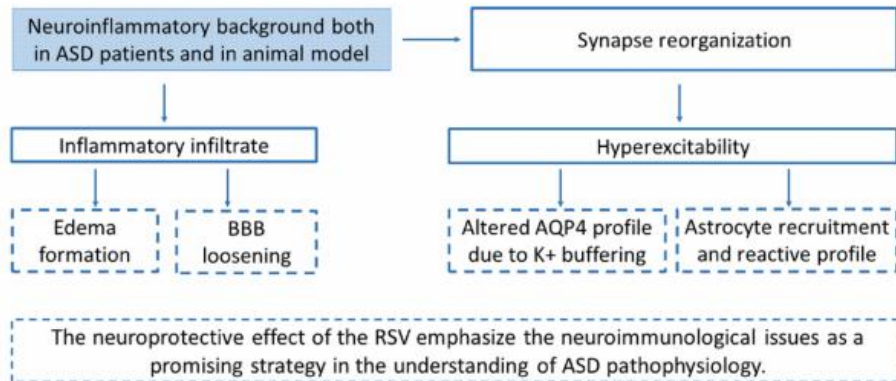 Neuroinflammatory background both
in ASD patients and in animal model
Synapse reorganization
Inflammatory infiltrate
Hyperexcitability
Edema
formation
BBB
loosening
Altered AQP4 profile
due to K+ buffering
Astrocyte recruitment
and reactive profile
The neuroprotective effect of the RSV emphasize the neuroimmunological issues as a
promising strategy in the understanding of ASD pathophysiology.